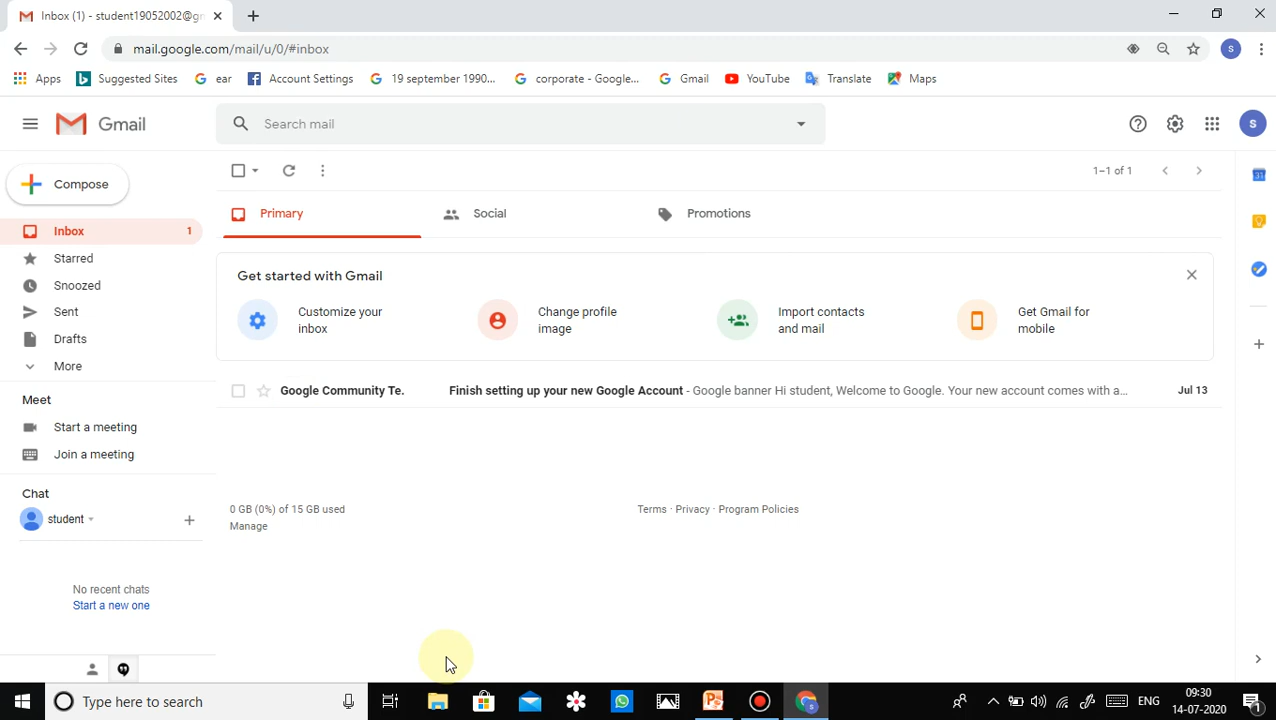 Inbox (1) - student19052002@gr
mail.google.com/mail/u/0/#inbox
S
Apps
Suggested Sites
ear
Account Settings
19 september 1990...
corporate - Google...
Gmail
YouTube
Translate
Maps
Gmail
Search mail
S
Compose
1–1 of 1
31
Primary
Social
Promotions
Inbox
1
Starred
Snoozed
Sent
Drafts
More
Get started with Gmail
Customize your
inbox
Change profile
image
Import contacts
and mail
Get Gmail for
mobile
Google Community Te.
Finish setting up your new Google Account - Google banner Hi student, Welcome to Google. Your new account comes with a...
Jul 13
Meet
Start a meeting
Join a meeting
Chat
student
0 GB (0%) of 15 GB used
Manage
Terms · Privacy · Program Policies
No recent chats
Start a new one
Type here to search
ENG
09:30
14-07-2020
1